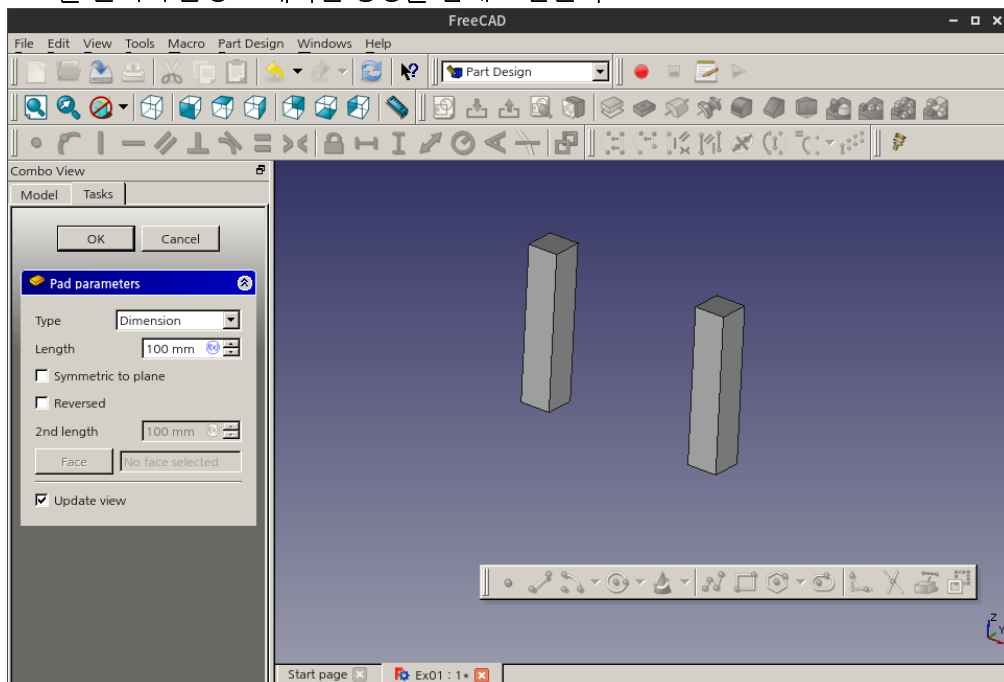 FreeCAD
File Edit View Tools Macro Part Design Windows Help
Part Design
Combo View
Model Tasks
OK Cancel
Pad parameters
Type Dimension
Length 100 mm
Symmetric to plane
Reversed
2nd length 100 mm
Face No face selected
Update view
Z
Y
Start page Ex01 : 1*